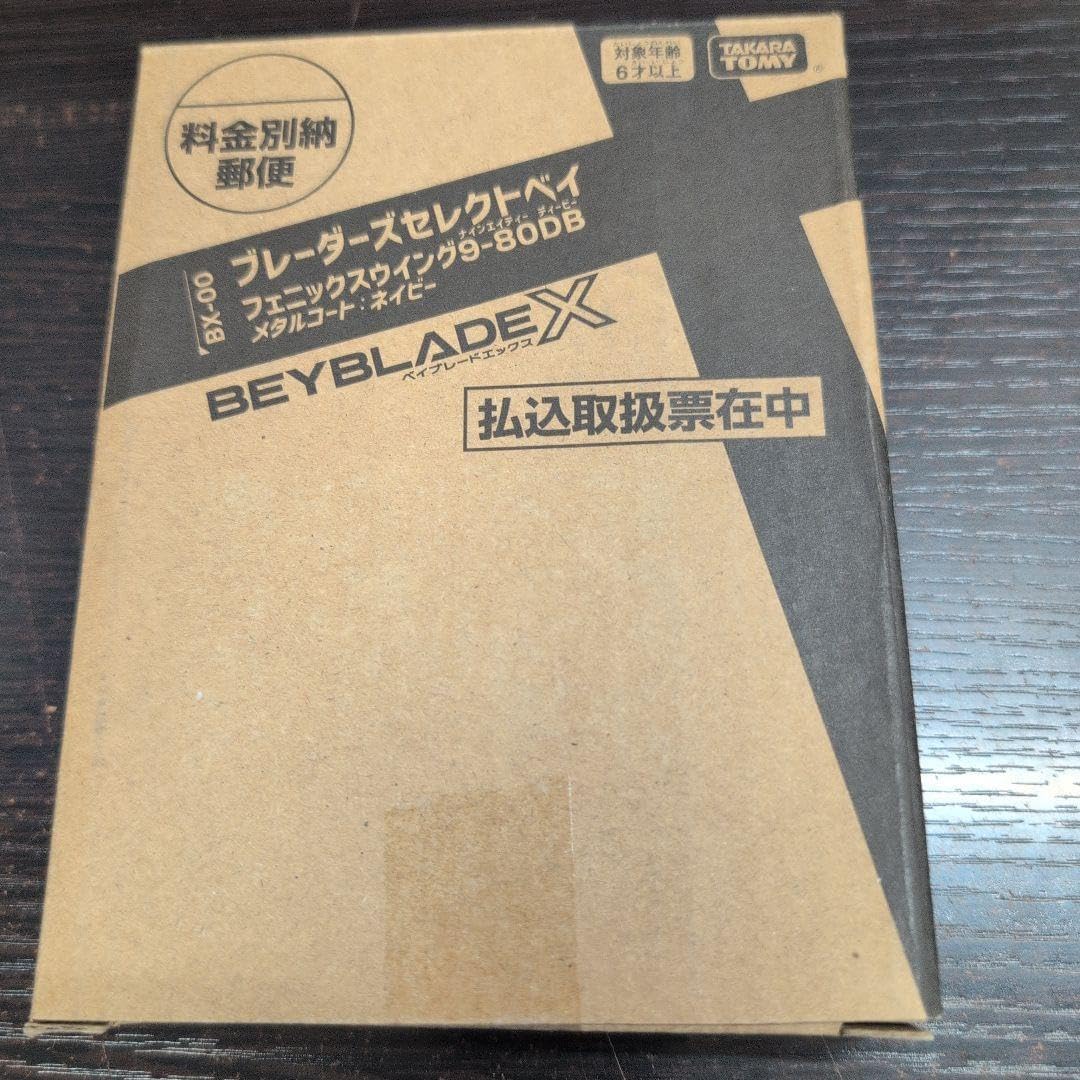 料金別納
郵便
対象年齢
6才以上
TAKARA
TOMY
BX-00
ブレーダーズセレクトベイ
ナインエイティー ディービー
フェニックスウイング9-80DB
メタルコート:ネイビー
BEYBLADE X
ベイブレードエックス
払込取扱票在中